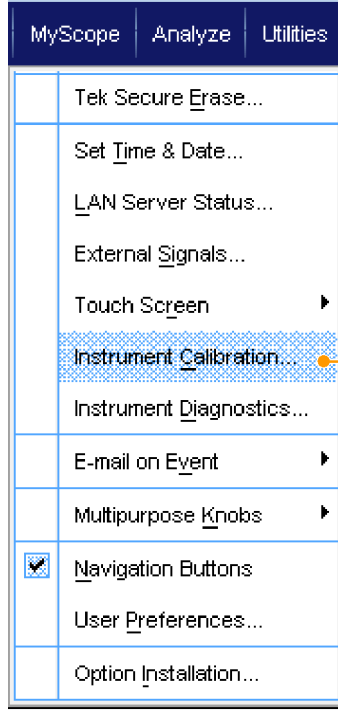 MyScope Analyze Utilities
Tek Secure Erase...
Set Time & Date...
LAN Server Status...
External Signals...
Touch Screen
Instrument Calibration...
Instrument Diagnostics...
E-mail on Event
Multipurpose Knobs
Navigation Buttons
User Preferences...
Option Installation...